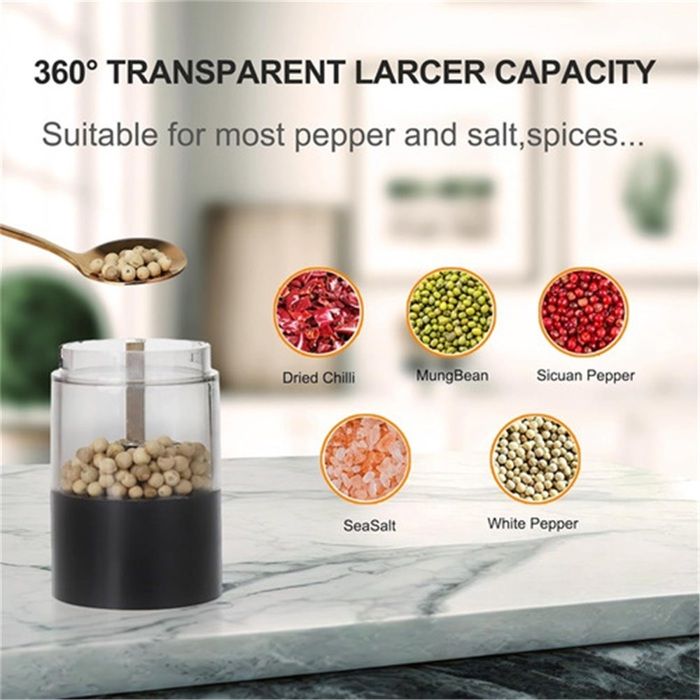 360° TRANSPARENT LARCER CAPACITY
Suitable for most pepper and salt,spices...
Dried Chilli
MungBean
Sicuan Pepper
SeaSalt
White Pepper